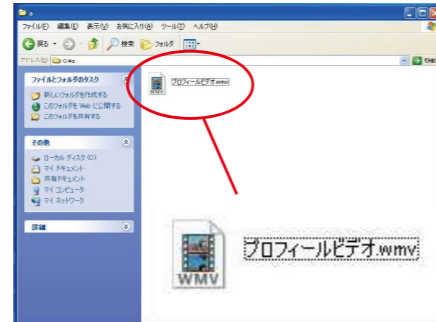 a
ファイル(F) 編集(E) 表示(V) お気に入り(A) ツール(T) ヘルプ(H)
戻る 検索 フォルダ
アドレス(D) C:¥a 移動
ファイルとフォルダのタスク
新しいフォルダを作成する
このフォルダを Web に公開する
このフォルダを共有する
その他
ローカル ディスク (C:)
マイ ドキュメント
共有ドキュメント
マイ コンピュータ
マイ ネットワーク
詳細
プロフィールビデオ.wmv
WMV
プロフィールビデオ.wmv
WMV